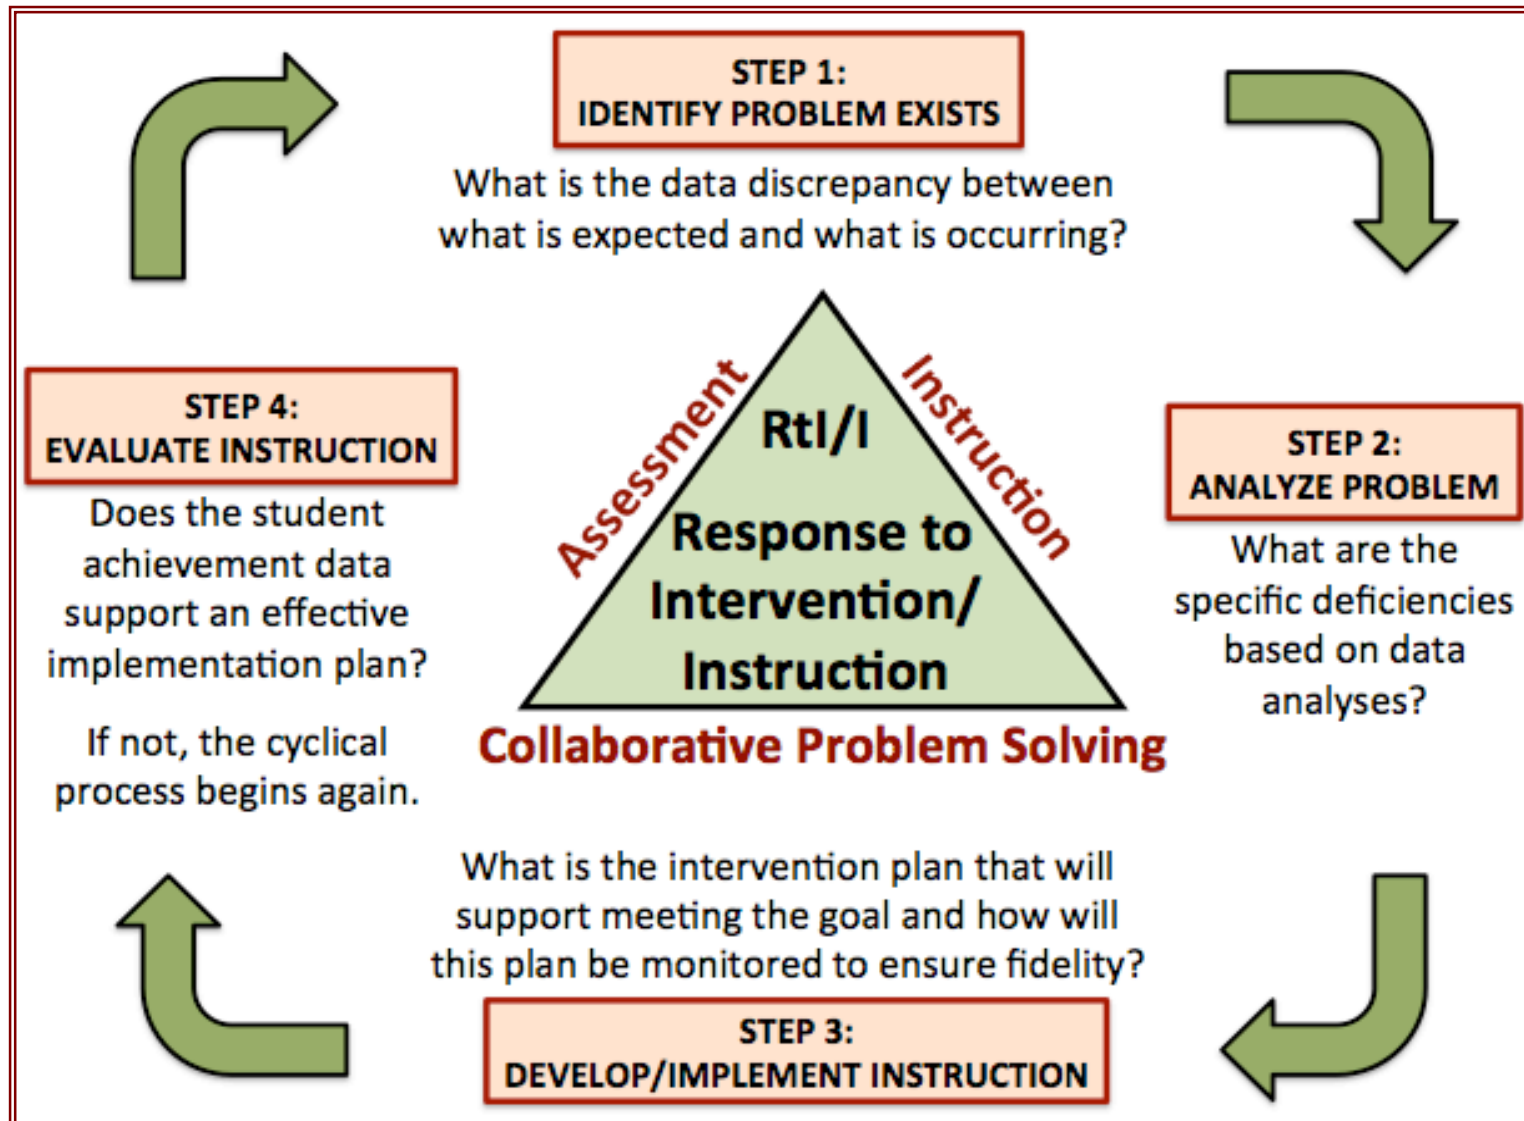 STEP 1:
IDENTIFY PROBLEM EXISTS
What is the data discrepancy between
what is expected and what is occurring?
Assessment
Instruction
RtI/I
Response to
Intervention/
Instruction
Collaborative Problem Solving
STEP 2:
ANALYZE PROBLEM
What are the
specific deficiencies
based on data
analyses?
What is the intervention plan that will
support meeting the goal and how will
this plan be monitored to ensure fidelity?
STEP 3:
DEVELOP/IMPLEMENT INSTRUCTION
STEP 4:
EVALUATE INSTRUCTION
Does the student
achievement data
support an effective
implementation plan?
If not, the cyclical
process begins again.